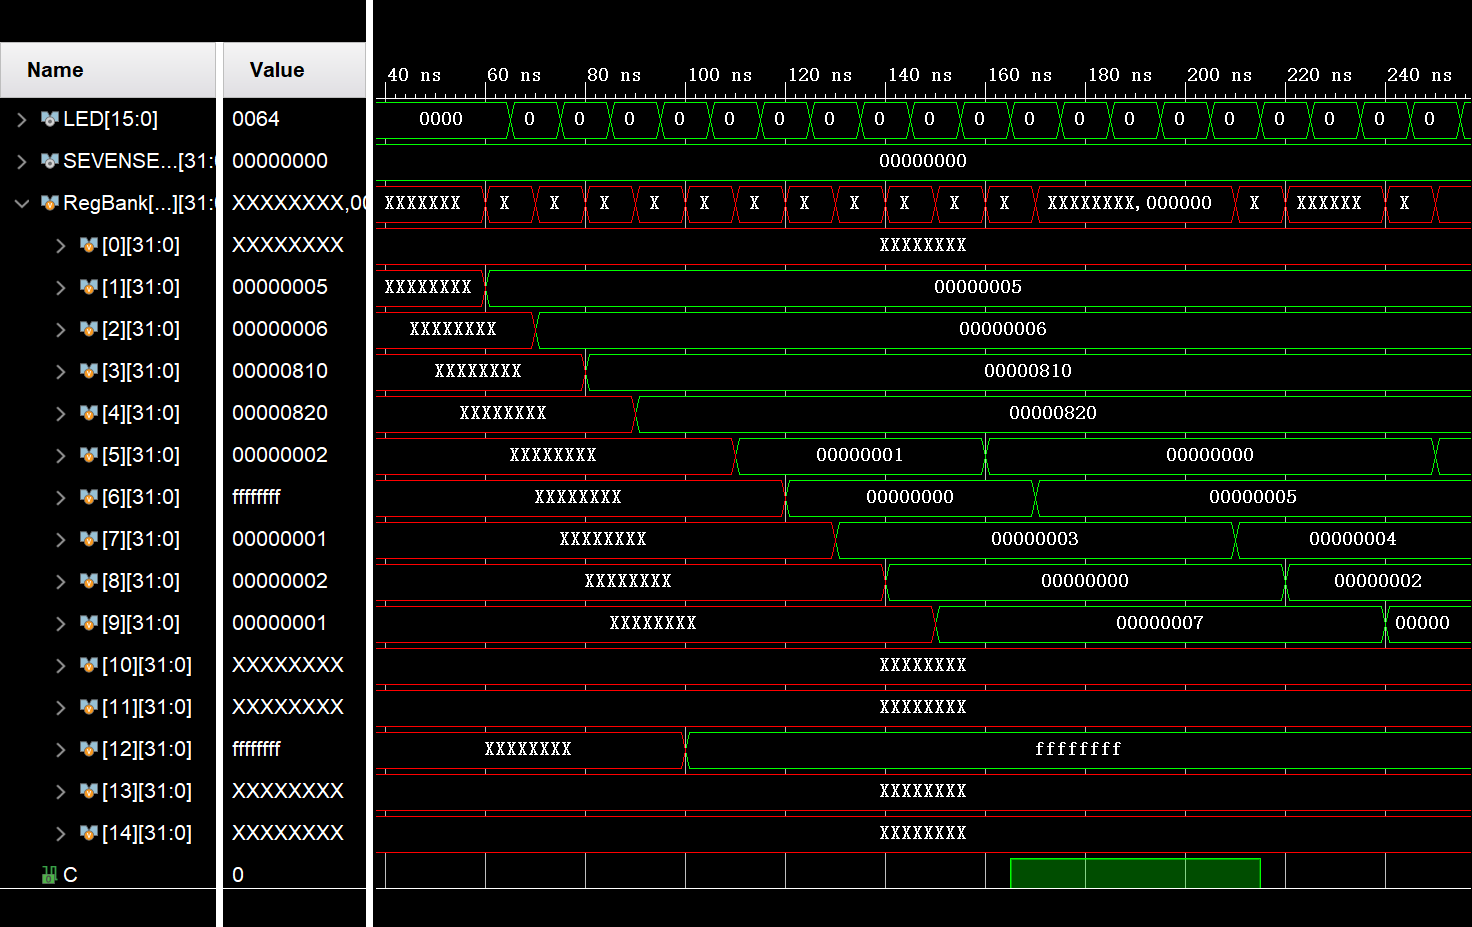 Name Value 40 ns 60 ns 80 ns 100 ns 120 ns 140 ns 160 ns 180 ns 200 ns 220 ns 240 ns
LED[15:0] 0064 0000 0 0 0 0 0 0 0 0 0 0 0 0 0 0 0 0 0 0 0
SEVENSE...[31:0 00000000 00000000
RegBank[...][31:0 XXXXXXXX,00 XXXXXXX X X X X X X X X X X X XXXXXXXX,000000 X XXXXXX X
[0][31:0] XXXXXXXX XXXXXXXX
[1][31:0] 00000005 XXXXXXXX 00000005
[2][31:0] 00000006 XXXXXXXX 00000006
[3][31:0] 00000810 XXXXXXXX 00000810
[4][31:0] 00000820 XXXXXXXX 00000820
[5][31:0] 00000002 XXXXXXXX 00000001 00000000
[6][31:0] ffffffff XXXXXXXX 00000000 00000005
[7][31:0] 00000001 XXXXXXXX 00000003 00000004
[8][31:0] 00000002 XXXXXXXX 00000000 00000002
[9][31:0] 00000001 XXXXXXXX 00000007 00000
[10][31:0] XXXXXXXX XXXXXXXX
[11][31:0] XXXXXXXX XXXXXXXX
[12][31:0] ffffffff XXXXXXXX ffffffff
[13][31:0] XXXXXXXX XXXXXXXX
[14][31:0] XXXXXXXX XXXXXXXX
C 0